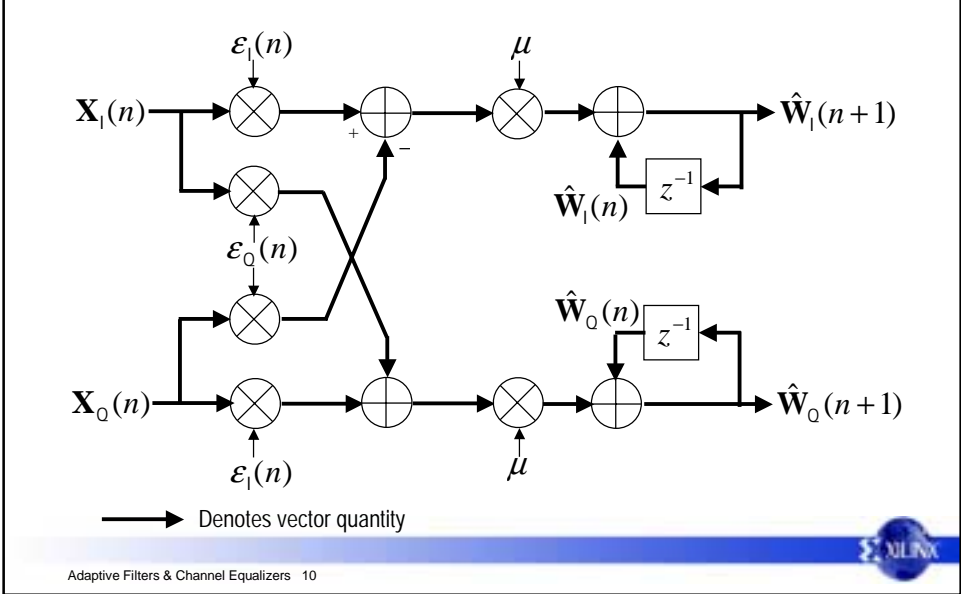 ε_I(n)
μ
X_I(n)
+
−
Ŵ_I(n+1)
z⁻¹
Ŵ_I(n)
ε_Q(n)
Ŵ_Q(n)
z⁻¹
X_Q(n)
Ŵ_Q(n+1)
ε_I(n)
μ
Denotes vector quantity
XILINX
Adaptive Filters & Channel Equalizers 10